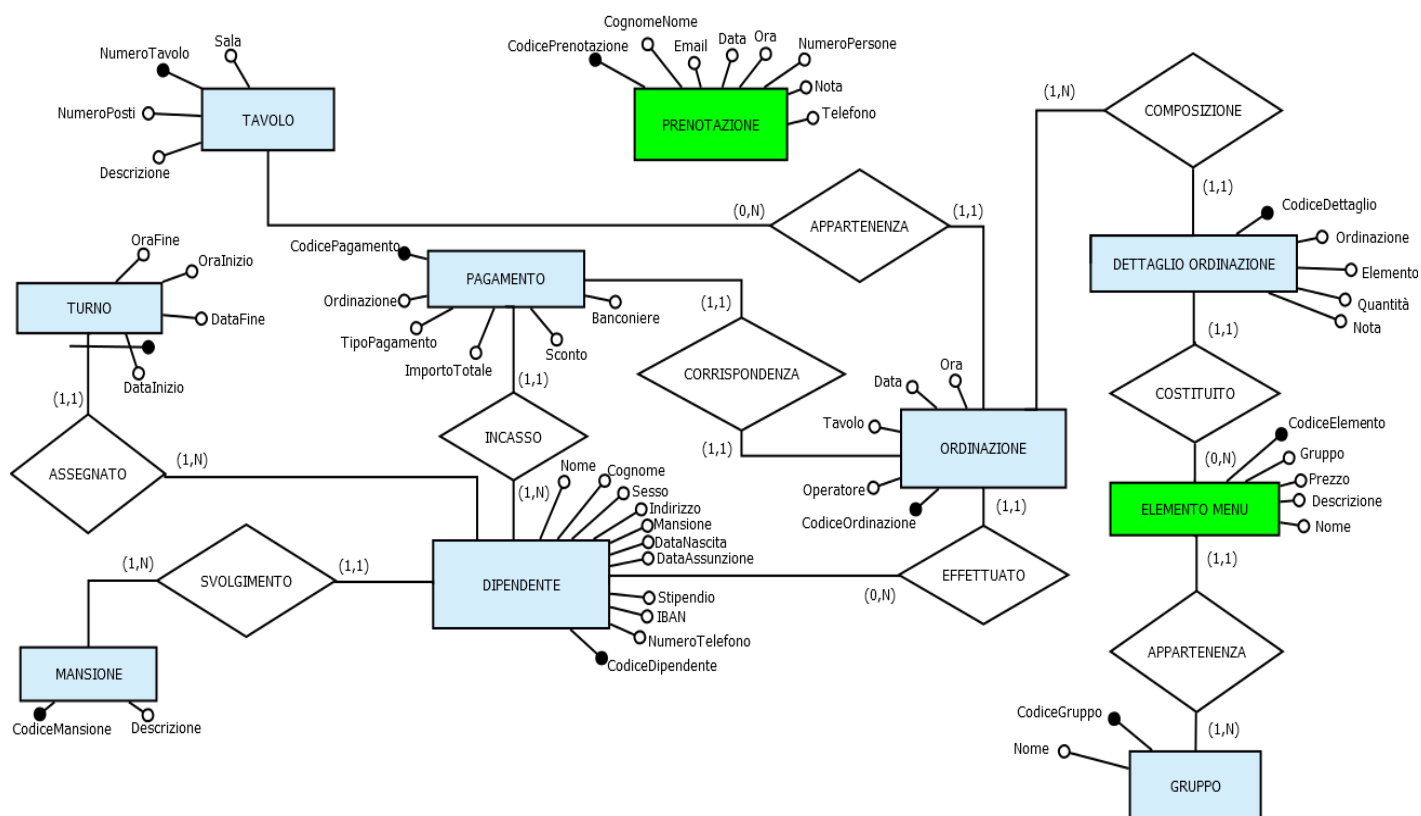 CognomeNome
Sala
CodicePrenotazione
Email
Data
Ora
NumeroTavolo
NumeroPersone
NumeroPosti
TAVOLO
Nota
PRENOTAZIONE
Telefono
Descrizione
(1,N)
COMPOSIZIONE
(1,1)
CodiceDettaglio
(0,N)
APPARTENENZA
(1,1)
Ordinazione
OraFine
OraInizio
CodicePagamento
PAGAMENTO
DETTAGLIO ORDINAZIONE
Elemento
TURNO
DataFine
Ordinazione
(1,1)
Banconiere
Quantità
Nota
TipoPagamento
Sconto
ImportoTotale
(1,1)
DataInizio
(1,1)
CORRISPONDENZA
Data
Ora
COSTITUITO
(1,1)
Tavolo
CodiceElemento
INCASSO
(1,1)
ORDINAZIONE
(0,N)
Gruppo
(1,N)
ASSEGNATO
Nome
Cognome
Prezzo
(1,N)
Sesso
Operatore
Descrizione
Indirizzo
CodiceOrdinazione
(1,1)
ELEMENTO MENU
Nome
Mansione
DataNascita
DataAssunzione
(1,N)
SVOLGIMENTO
(1,1)
DIPENDENTE
EFFETTUATO
(1,1)
(0,N)
Stipendio
IBAN
NumeroTelefono
CodiceDipendente
APPARTENENZA
MANSIONE
CodiceMansione
Descrizione
CodiceGruppo
(1,N)
Nome
GRUPPO